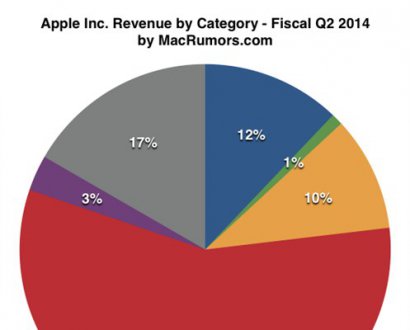 Apple Inc. Revenue by Category - Fiscal Q2 2014
by MacRumors.com
17%
12%
1%
10%
3%